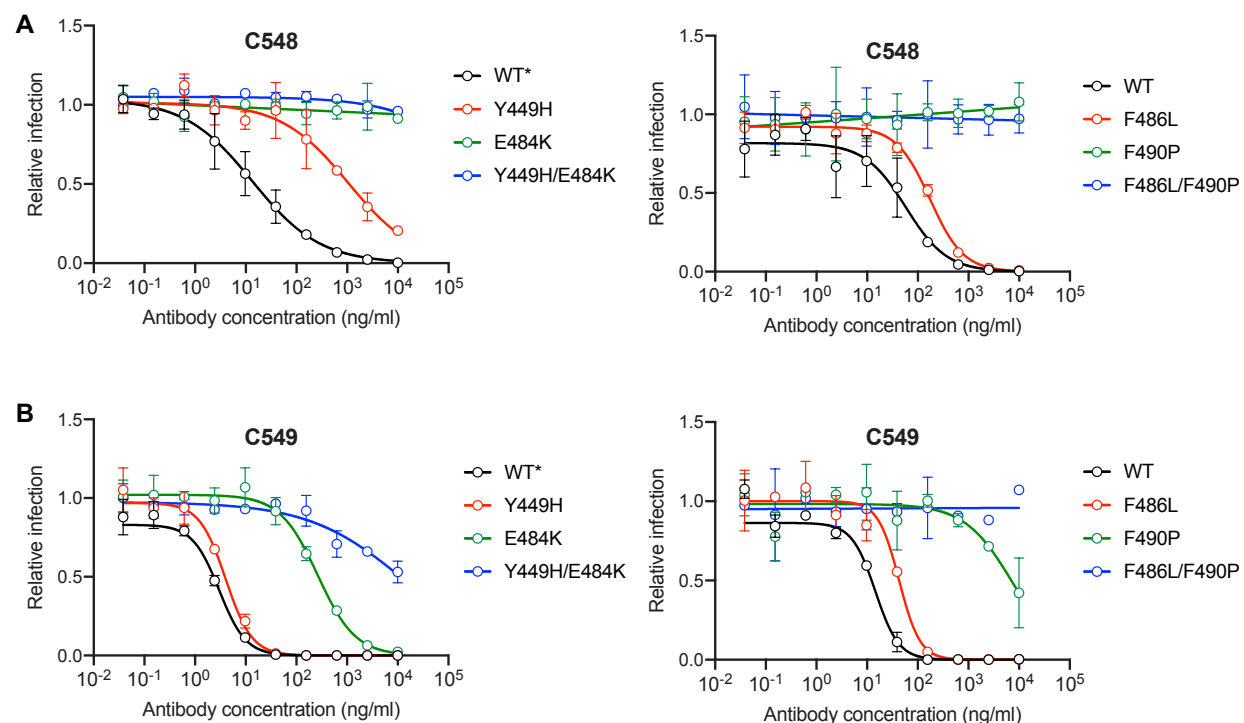 A
C548
Relative infection
1.5
1.0
0.5
0.0
10-2 10-1 100 101 102 103 104 105
Antibody concentration (ng/ml)
WT*
Y449H
E484K
Y449H/E484K
C548
Relative infection
1.5
1.0
0.5
0.0
10-2 10-1 100 101 102 103 104 105
Antibody concentration (ng/ml)
WT
F486L
F490P
F486L/F490P
B
C549
Relative infection
1.5
1.0
0.5
0.0
10-2 10-1 100 101 102 103 104 105
Antibody concentration (ng/ml)
WT*
Y449H
E484K
Y449H/E484K
C549
Relative infection
1.5
1.0
0.5
0.0
10-2 10-1 100 101 102 103 104 105
Antibody concentration (ng/ml)
WT
F486L
F490P
F486L/F490P